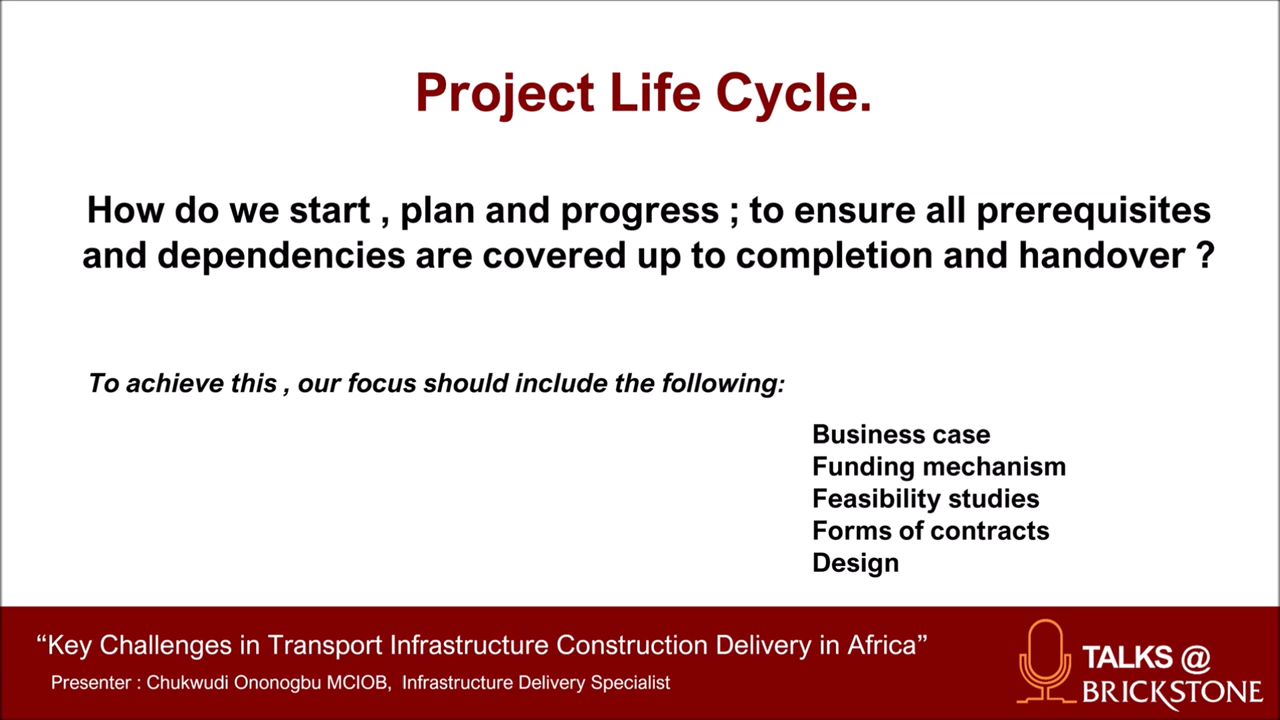 Project Life Cycle.
How do we start , plan and progress ; to ensure all prerequisites
and dependencies are covered up to completion and handover ?
To achieve this , our focus should include the following:
Business case
Funding mechanism
Feasibility studies
Forms of contracts
Design
“Key Challenges in Transport Infrastructure Construction Delivery in Africa”
Presenter : Chukwudi Ononogbu MCIOB, Infrastructure Delivery Specialist
TALKS @
BRICKSTONE